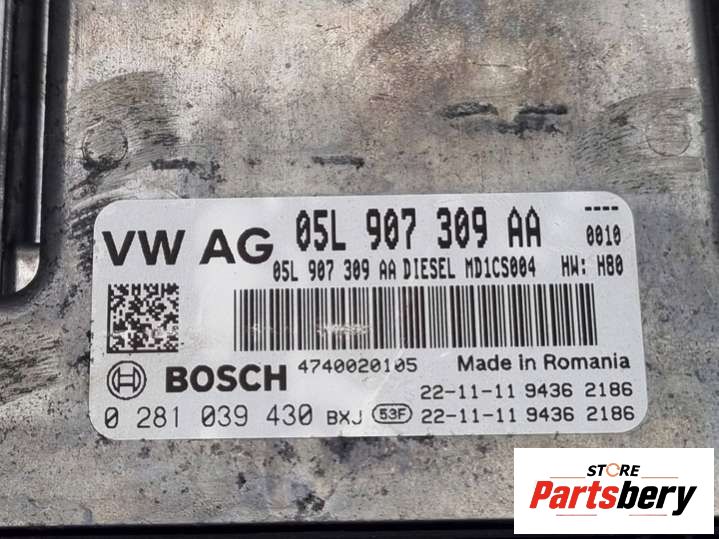 VW AG 05L 907 309 AA ----
0010
05L 907 309 AA DIESEL MD1CS004 HW: H80
4740020105 Made in Romania
BOSCH 22-11-11 9436 2186
0 281 039 430 BXJ 53F 22-11-11 9436 2186
STORE
Partsbery